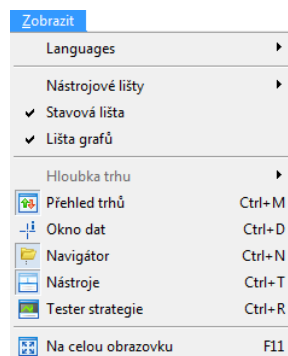 Zobrazit
Languages
Nástrojové lišty
Stavová lišta
Lišta grafů
Hloubka trhu
Přehled trhů Ctrl+M
Okno dat Ctrl+D
Navigátor Ctrl+N
Nástroje Ctrl+T
Tester strategie Ctrl+R
Na celou obrazovku F11